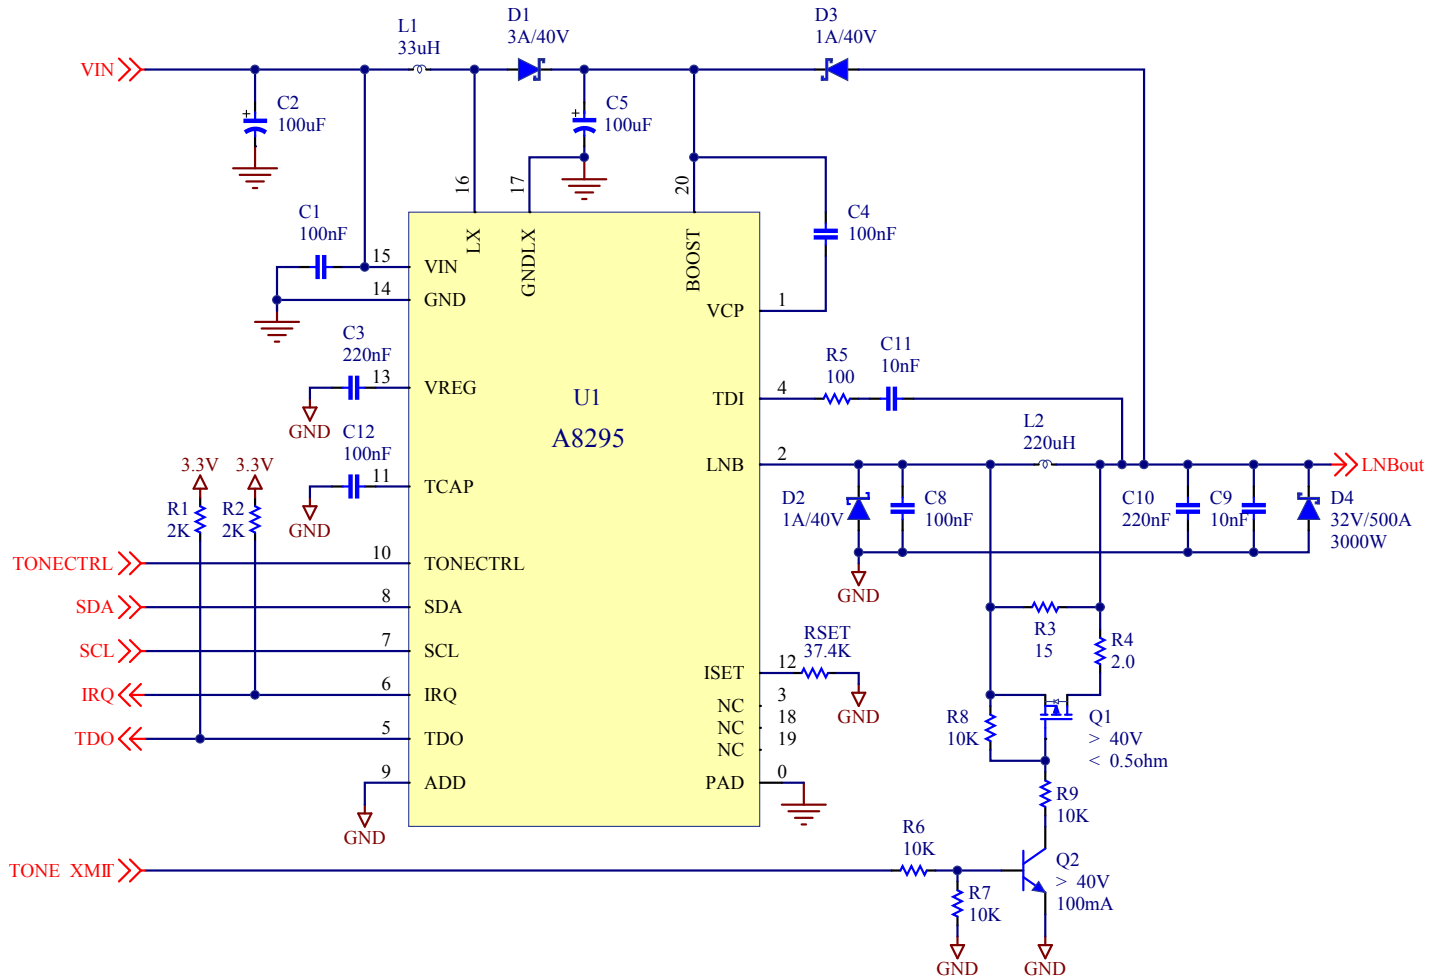 L1
33uH
D1
3A/40V
D3
1A/40V
VIN
C2
100uF
C5
100uF
16
17
20
C1
100nF
C4
100nF
LX
GNDLX
BOOST
15
VIN
14
GND
VCP
1
C3
220nF
13
VREG
GND
C12
100nF
11
TCAP
GND
U1
A8295
TDI
4
R5
100
C11
10nF
LNB
2
L2
220uH
LNBout
D2
1A/40V
C8
100nF
C10
220nF
C9
10nF
D4
32V/500A
3000W
GND
3.3V
3.3V
R1
2K
R2
2K
TONECTRL
10
TONECTRL
SDA
8
SDA
SCL
7
SCL
IRQ
6
IRQ
TDO
5
TDO
9
ADD
GND
R3
15
R4
2.0
RSET
37.4K
ISET
12
GND
NC
3
NC
18
NC
19
PAD
0
R8
10K
Q1
> 40V
< 0.5ohm
R9
10K
TONE XMIT
R6
10K
R7
10K
Q2
> 40V
100mA
GND
GND